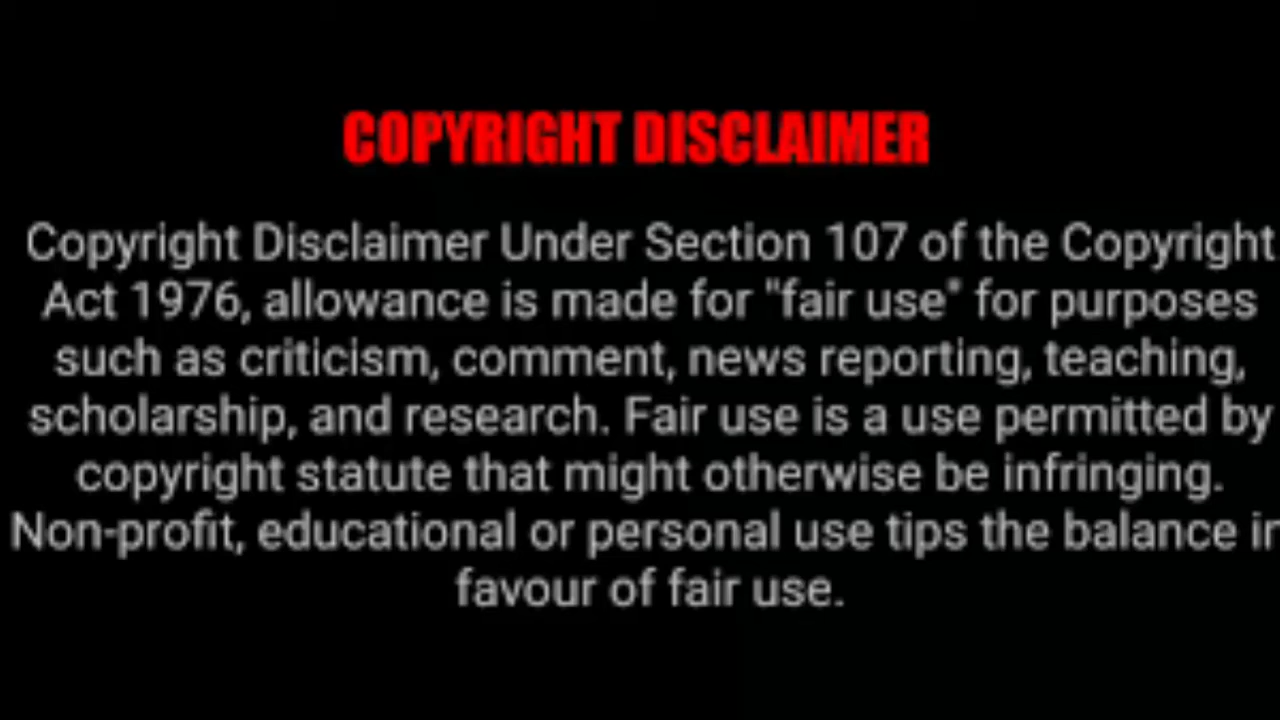 COPYRIGHT DISCLAIMER
Copyright Disclaimer Under Section 107 of the Copyright
Act 1976, allowance is made for "fair use" for purposes
such as criticism, comment, news reporting, teaching,
scholarship, and research. Fair use is a use permitted by
copyright statute that might otherwise be infringing.
Non-profit, educational or personal use tips the balance in
favour of fair use.